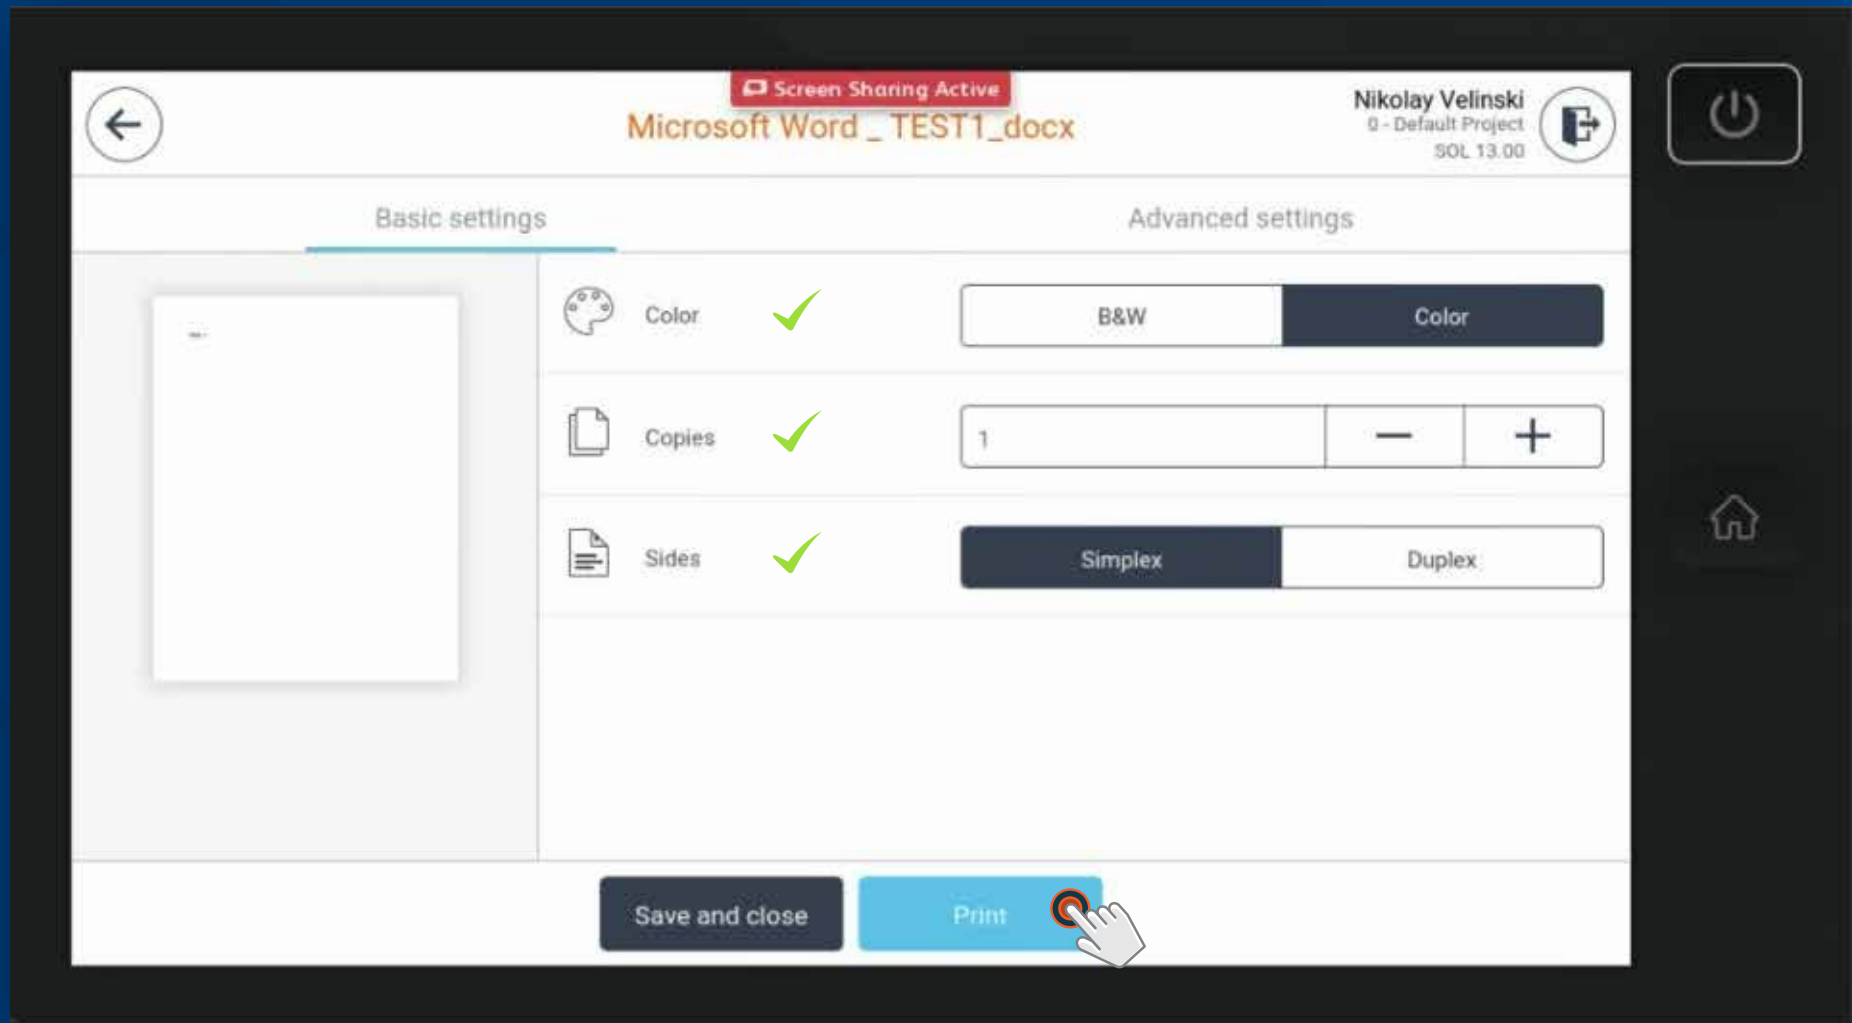 Screen Sharing Active
Microsoft Word _ TEST1_docx
Nikolay Velinski
0 - Default Project
SOL 13.00
Basic settings
Advanced settings
Color
B&W
Color
Copies
1
Sides
Simplex
Duplex
Save and close
Print